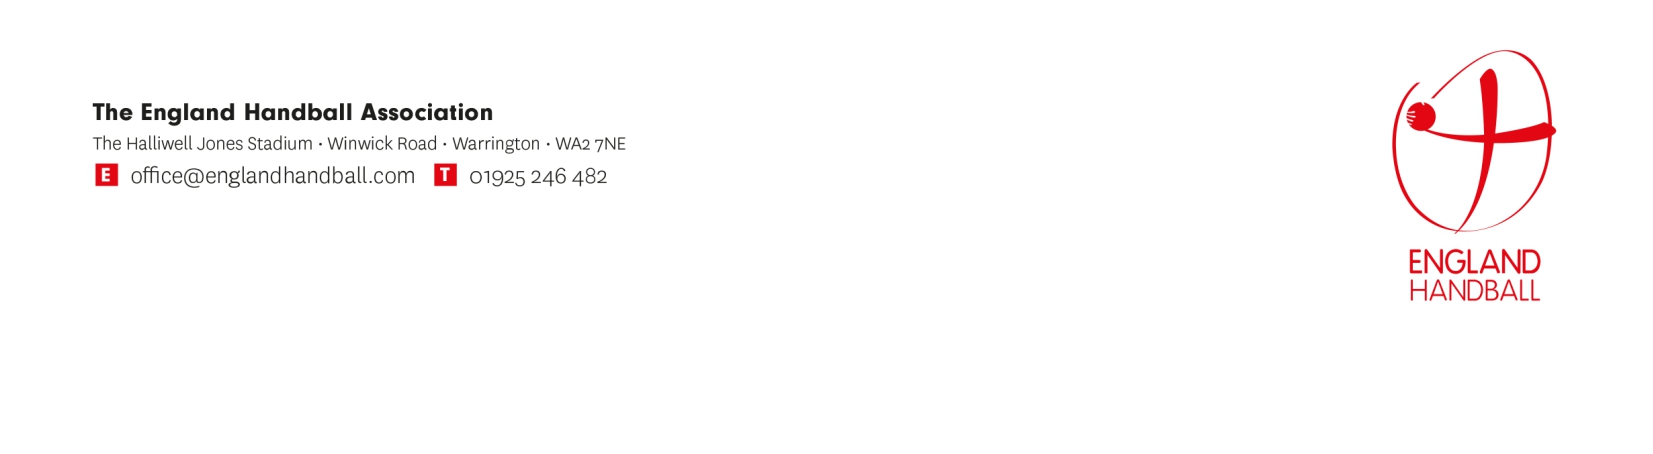 The England Handball Association
The Halliwell Jones Stadium • Winwick Road • Warrington • WA2 7NE
E office@englandhandball.com T 01925 246 482
ENGLAND
HANDBALL